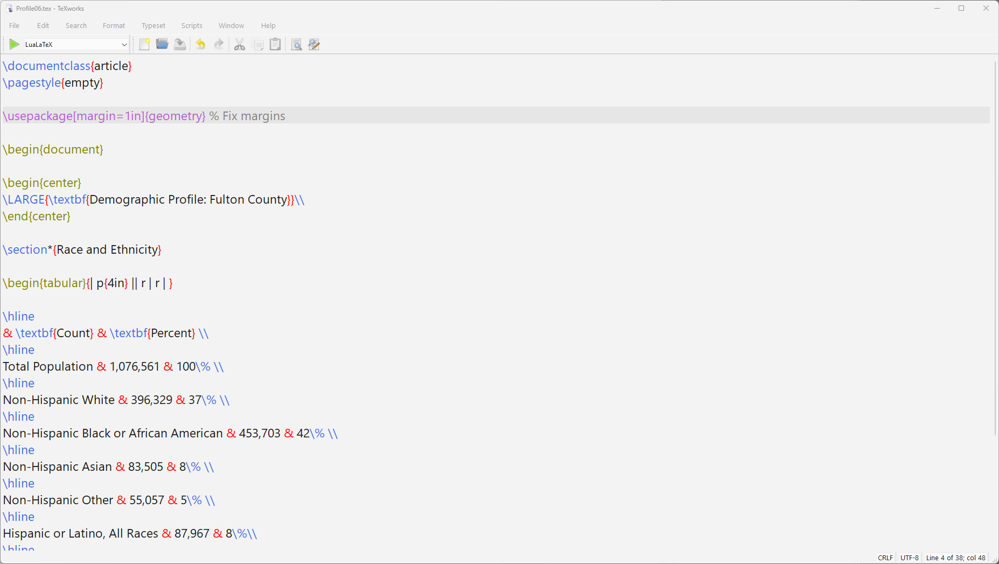 Profile06.tex - TeXworks
File Edit Search Format Typeset Scripts Window Help
LuaLaTeX
\documentclass{article}
\pagestyle{empty}
\usepackage[margin=1in]{geometry} % Fix margins
\begin{document}
\begin{center}
\LARGE{\textbf{Demographic Profile: Fulton County}}\\
\end{center}
\section*{Race and Ethnicity}
\begin{tabular}{| p{4in} || r | r | }
\hline
& \textbf{Count} & \textbf{Percent} \\
\hline
Total Population & 1,076,561 & 100\% \\
\hline
Non-Hispanic White & 396,329 & 37\% \\
\hline
Non-Hispanic Black or African American & 453,703 & 42\% \\
\hline
Non-Hispanic Asian & 83,505 & 8\% \\
\hline
Non-Hispanic Other & 55,057 & 5\% \\
\hline
Hispanic or Latino, All Races & 87,967 & 8\%\\
\hline
CRLF UTF-8 Line 4 of 38; col 48